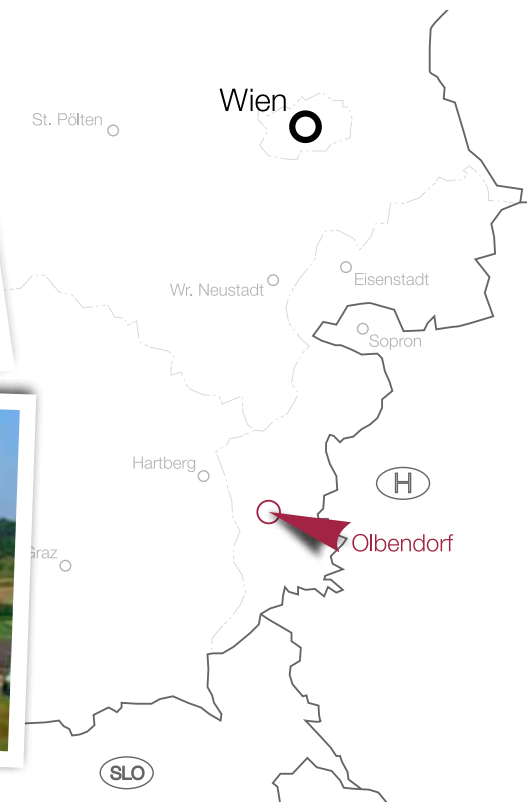 Wien
St. Pölten
Eisenstadt
Wr. Neustadt
Sopron
Hartberg
H
Olbendorf
Graz
SLO